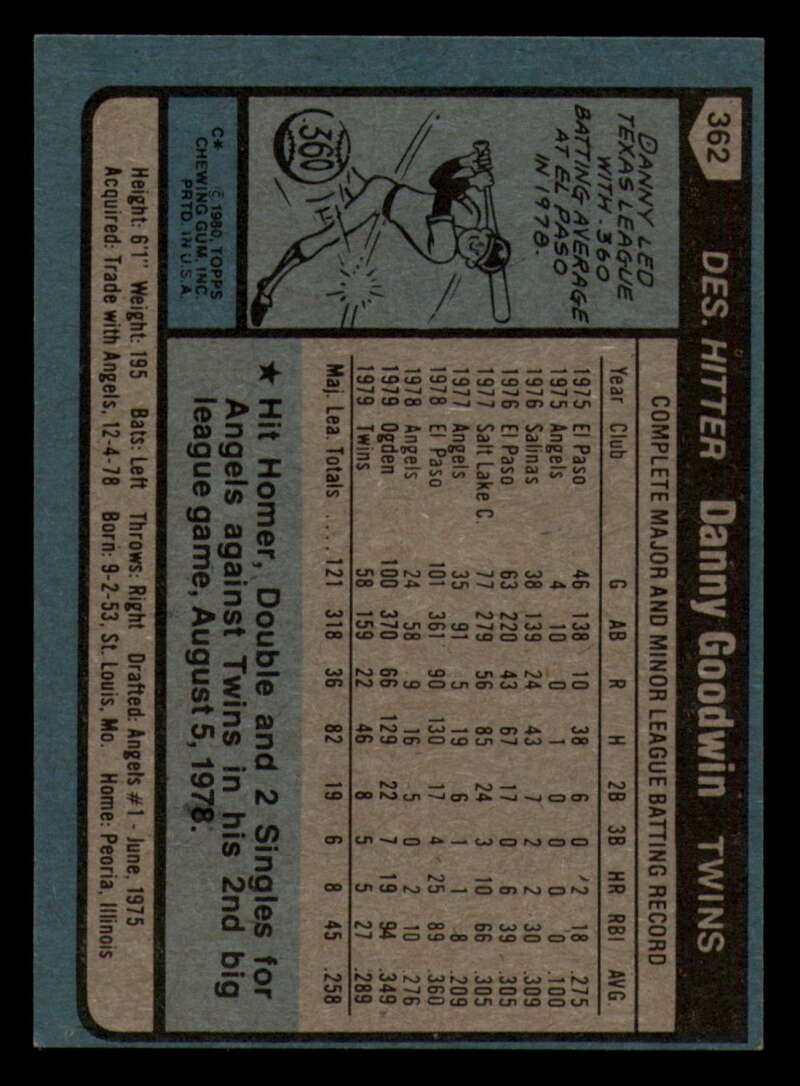 362
DES. HITTER Danny Goodwin TWINS
DANNY LED
TEXAS LEAGUE
WITH .360
BATTING AVERAGE
AT EL PASO
IN 1978.
.360
C* © 1980, TOPPS
CHEWING GUM, INC.
PRTD. IN U.S.A.
COMPLETE MAJOR AND MINOR LEAGUE BATTING RECORD
Year Club G AB R H 2B 3B HR RBI AVG.
1975 El Paso 46 138 10 38 6 0 2 18 .275
1975 Angels 4 10 0 1 0 0 0 0 .100
1976 Salinas 38 139 24 43 7 2 2 30 .309
1976 El Paso 63 220 43 67 17 0 6 39 .305
1977 Salt Lake C. 77 279 56 85 24 3 10 66 .305
1977 Angels 35 91 5 19 6 1 1 8 .209
1978 El Paso 101 361 90 130 17 4 25 89 .360
1978 Angels 24 58 9 16 5 0 2 10 .276
1979 Ogden 100 370 66 129 22 7 19 94 .349
1979 Twins 58 159 22 46 8 5 5 27 .289
Maj. Lea. Totals .... 121 318 36 82 19 6 8 45 .258
★ Hit Homer, Double and 2 Singles for
Angels against Twins in his 2nd big
league game, August 5, 1978.
Height: 6'1" Weight: 195 Bats: Left Throws: Right Drafted: Angels #1 - June, 1975
Acquired: Trade with Angels, 12-4-78 Born: 9-2-53, St. Louis, Mo. Home: Peoria, Illinois